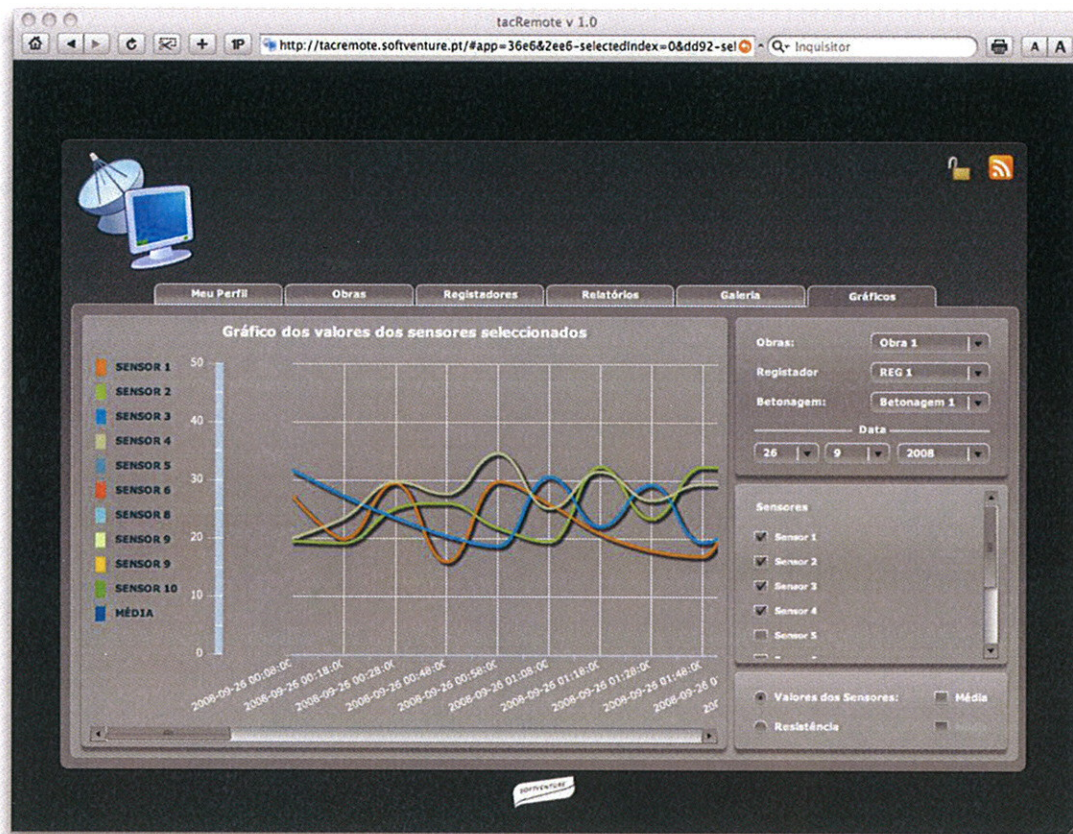 tacRemote v 1.0
1P
http://tacremote.softventure.pt/#app=36e6&2ee6-selectedIndex=0&dd92-sel
Inquisitor
A A
Meu Perfil
Obras
Registadores
Relatórios
Galeria
Gráficos
Gráfico dos valores dos sensores seleccionados
SENSOR 1
SENSOR 2
SENSOR 3
SENSOR 4
SENSOR 5
SENSOR 6
SENSOR 8
SENSOR 9
SENSOR 9
SENSOR 10
MÉDIA
50
40
30
20
10
0
2008-09-26 00:08:0
2008-09-26 00:18:0
2008-09-26 00:28:0
2008-09-26 00:48:0
2008-09-26 00:58:0
2008-09-26 01:08:0
2008-09-26 01:18:0
2008-09-26 01:28:0
2008-09-26 01:48:0
Obras:
Obra 1
Registador
REG 1
Betonagem:
Betonagem 1
Data
26
9
2008
Sensores
Sensor 1
Sensor 2
Sensor 3
Sensor 4
Sensor 5
Valores dos Sensores:
Média
Resistência
SOFTVENTURE